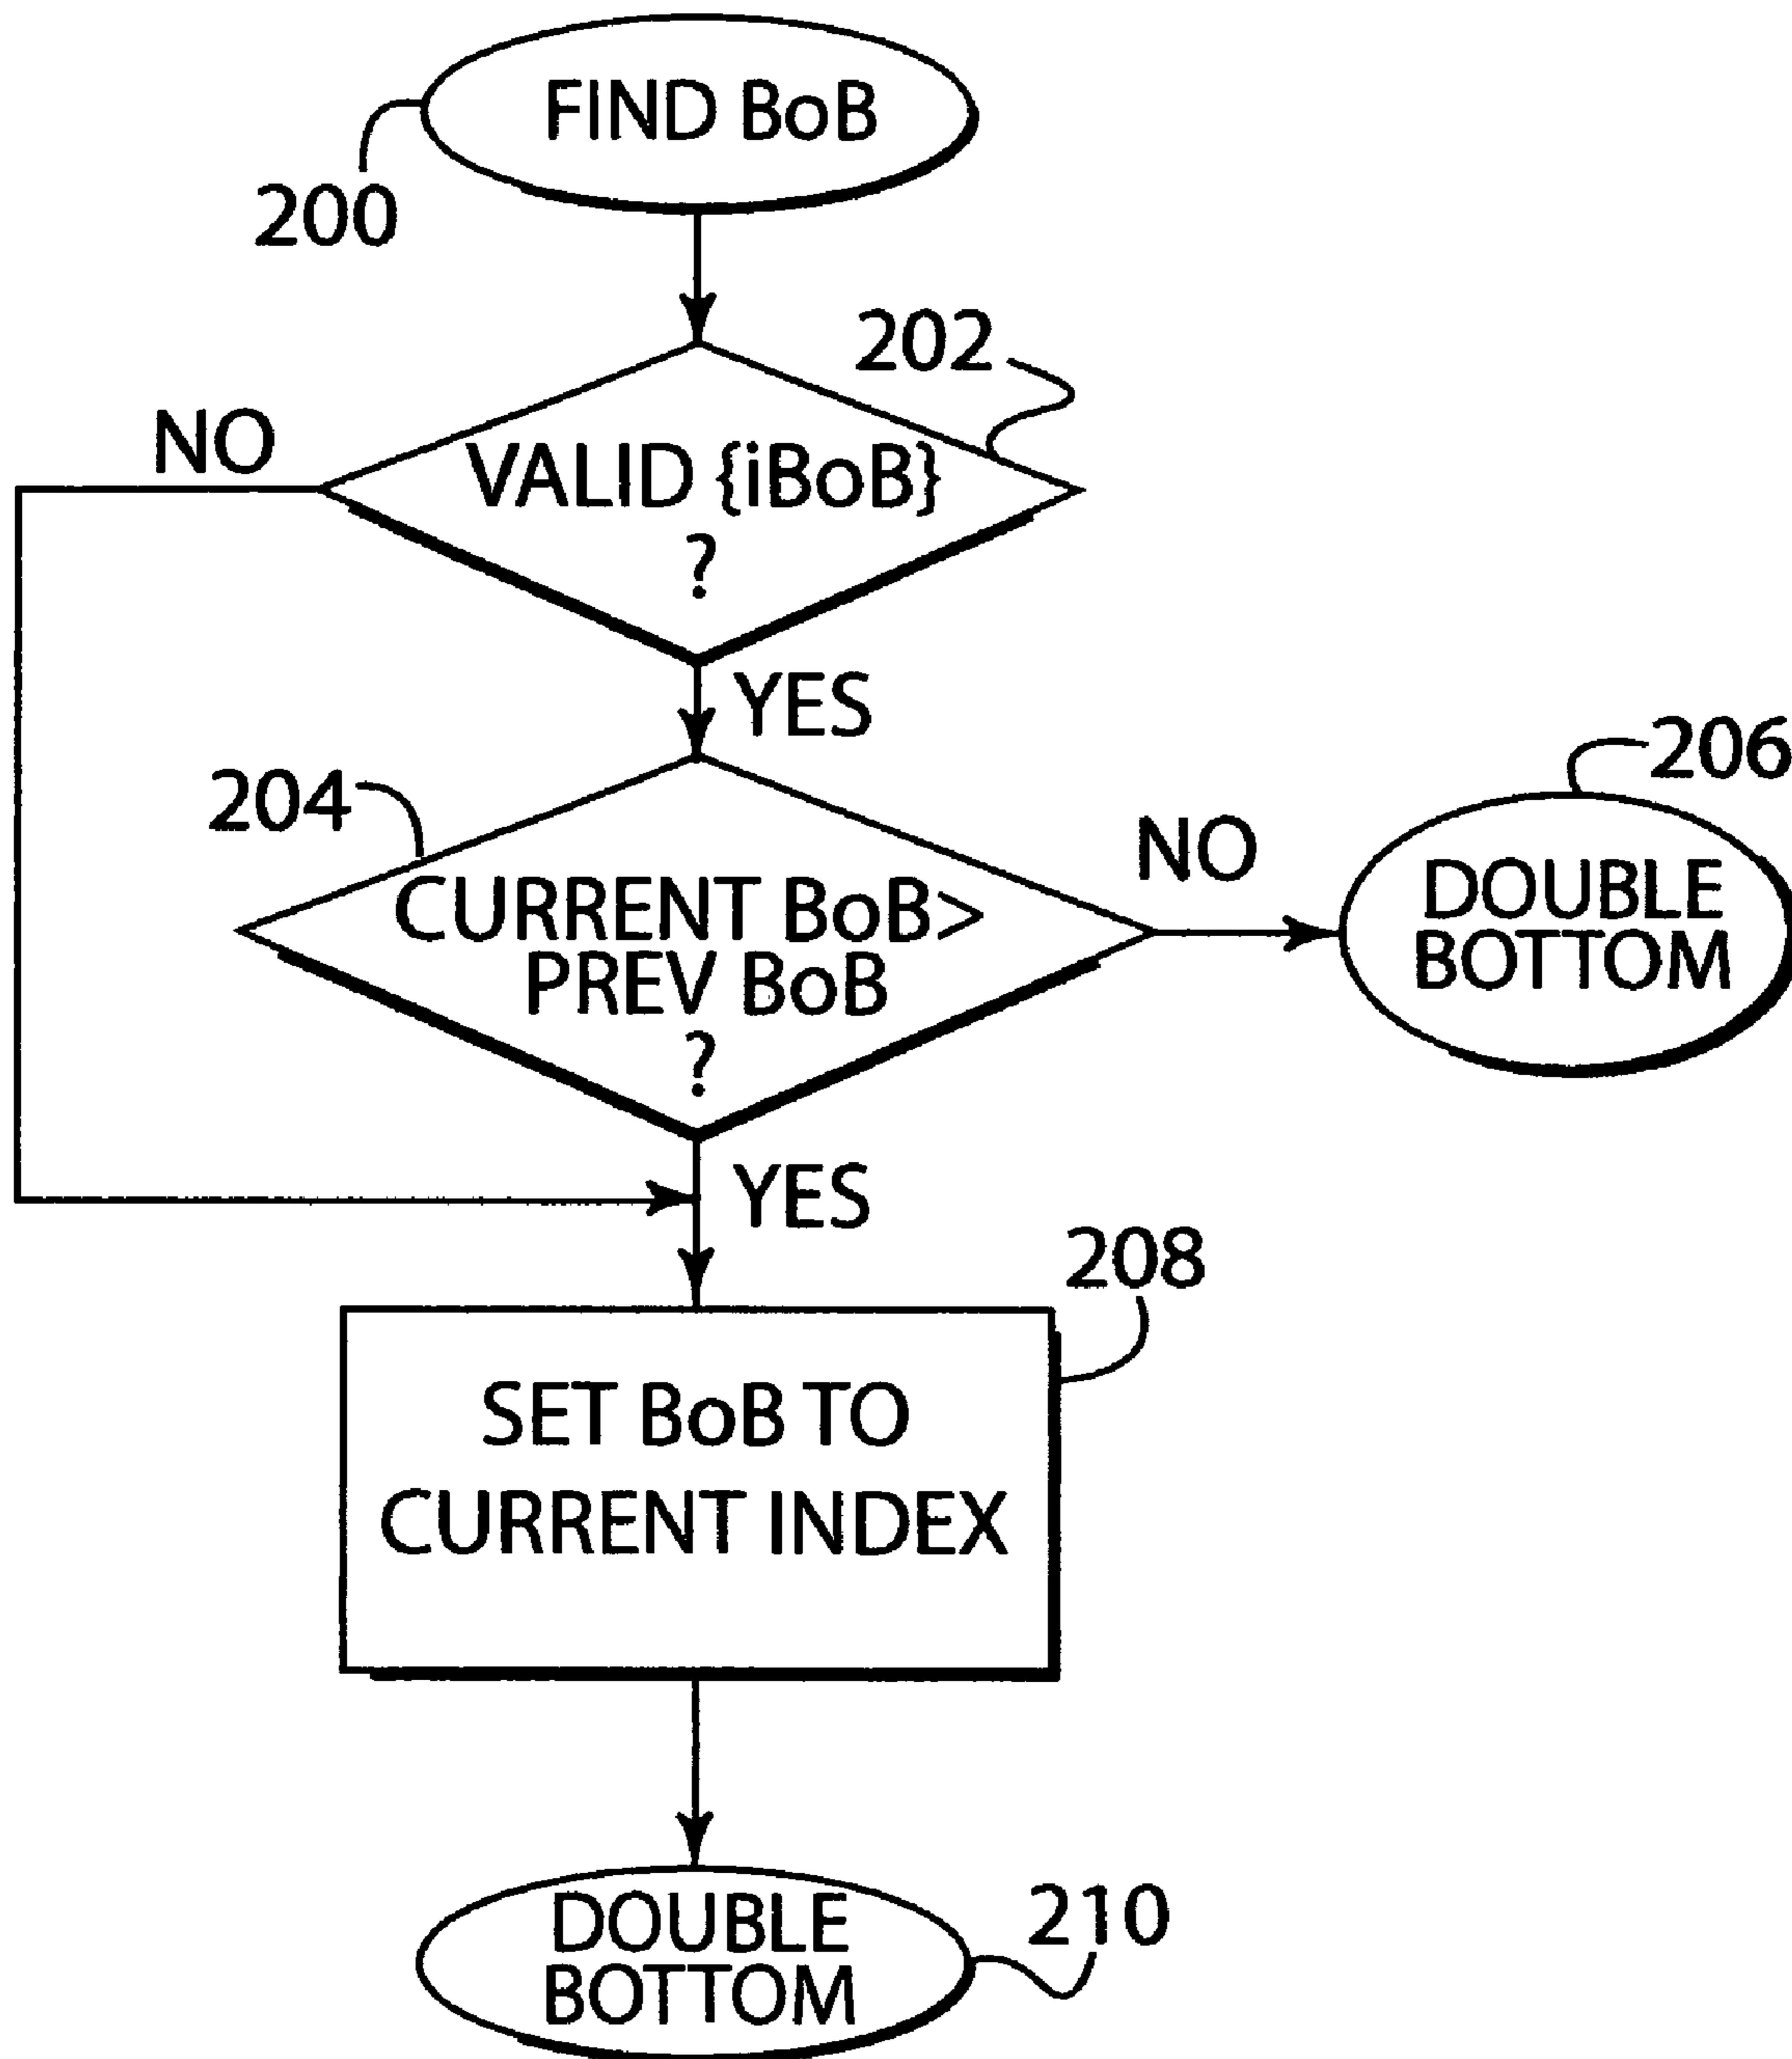 FIND BoB
200
202
NO
VALID {iBoB}
?
YES
204
206
NO
CURRENT BoB>
PREV BoB
?
DOUBLE
BOTTOM
YES
208
SET BoB TO
CURRENT INDEX
DOUBLE
BOTTOM
210